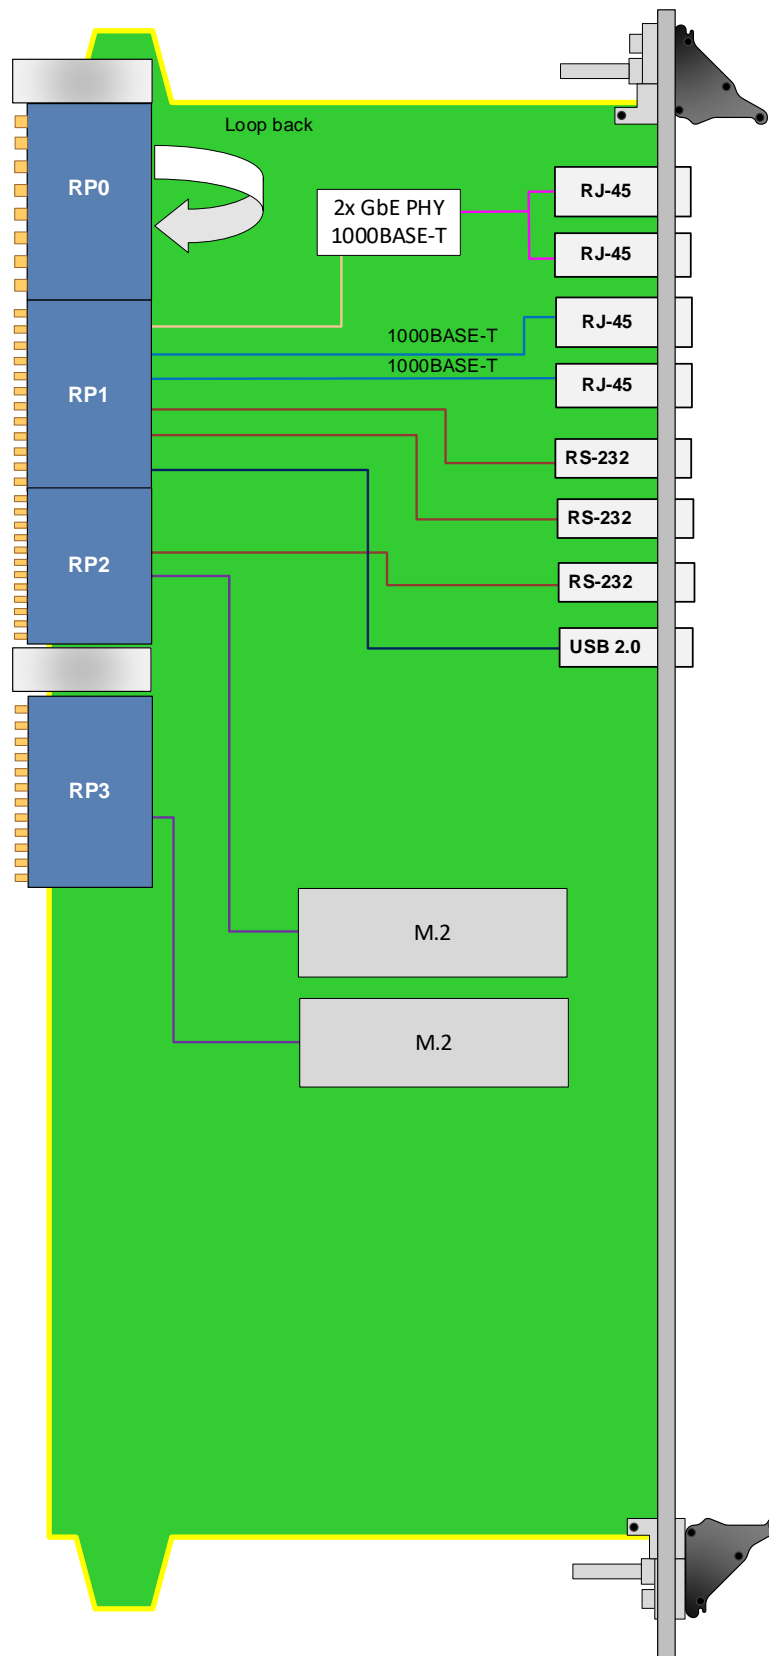 Loop back
RP0
2x GbE PHY
1000BASE-T
RJ-45
RJ-45
RJ-45
1000BASE-T
1000BASE-T
RJ-45
RP1
RS-232
RS-232
RP2
RS-232
USB 2.0
RP3
M.2
M.2